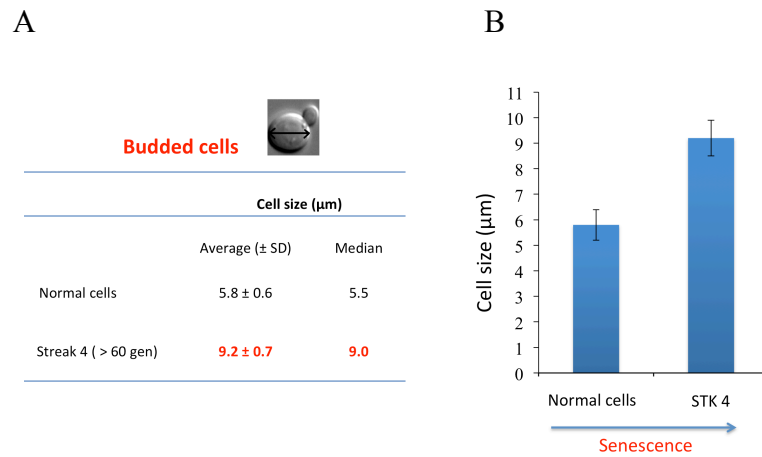 A
Budded cells
Cell size (μm)
Average (± SD) Median
Normal cells 5.8 ± 0.6 5.5
Streak 4 ( > 60 gen) 9.2 ± 0.7 9.0
B
11
10
9
8
7
6
5
4
3
2
1
0
Cell size (μm)
Normal cells STK 4
Senescence